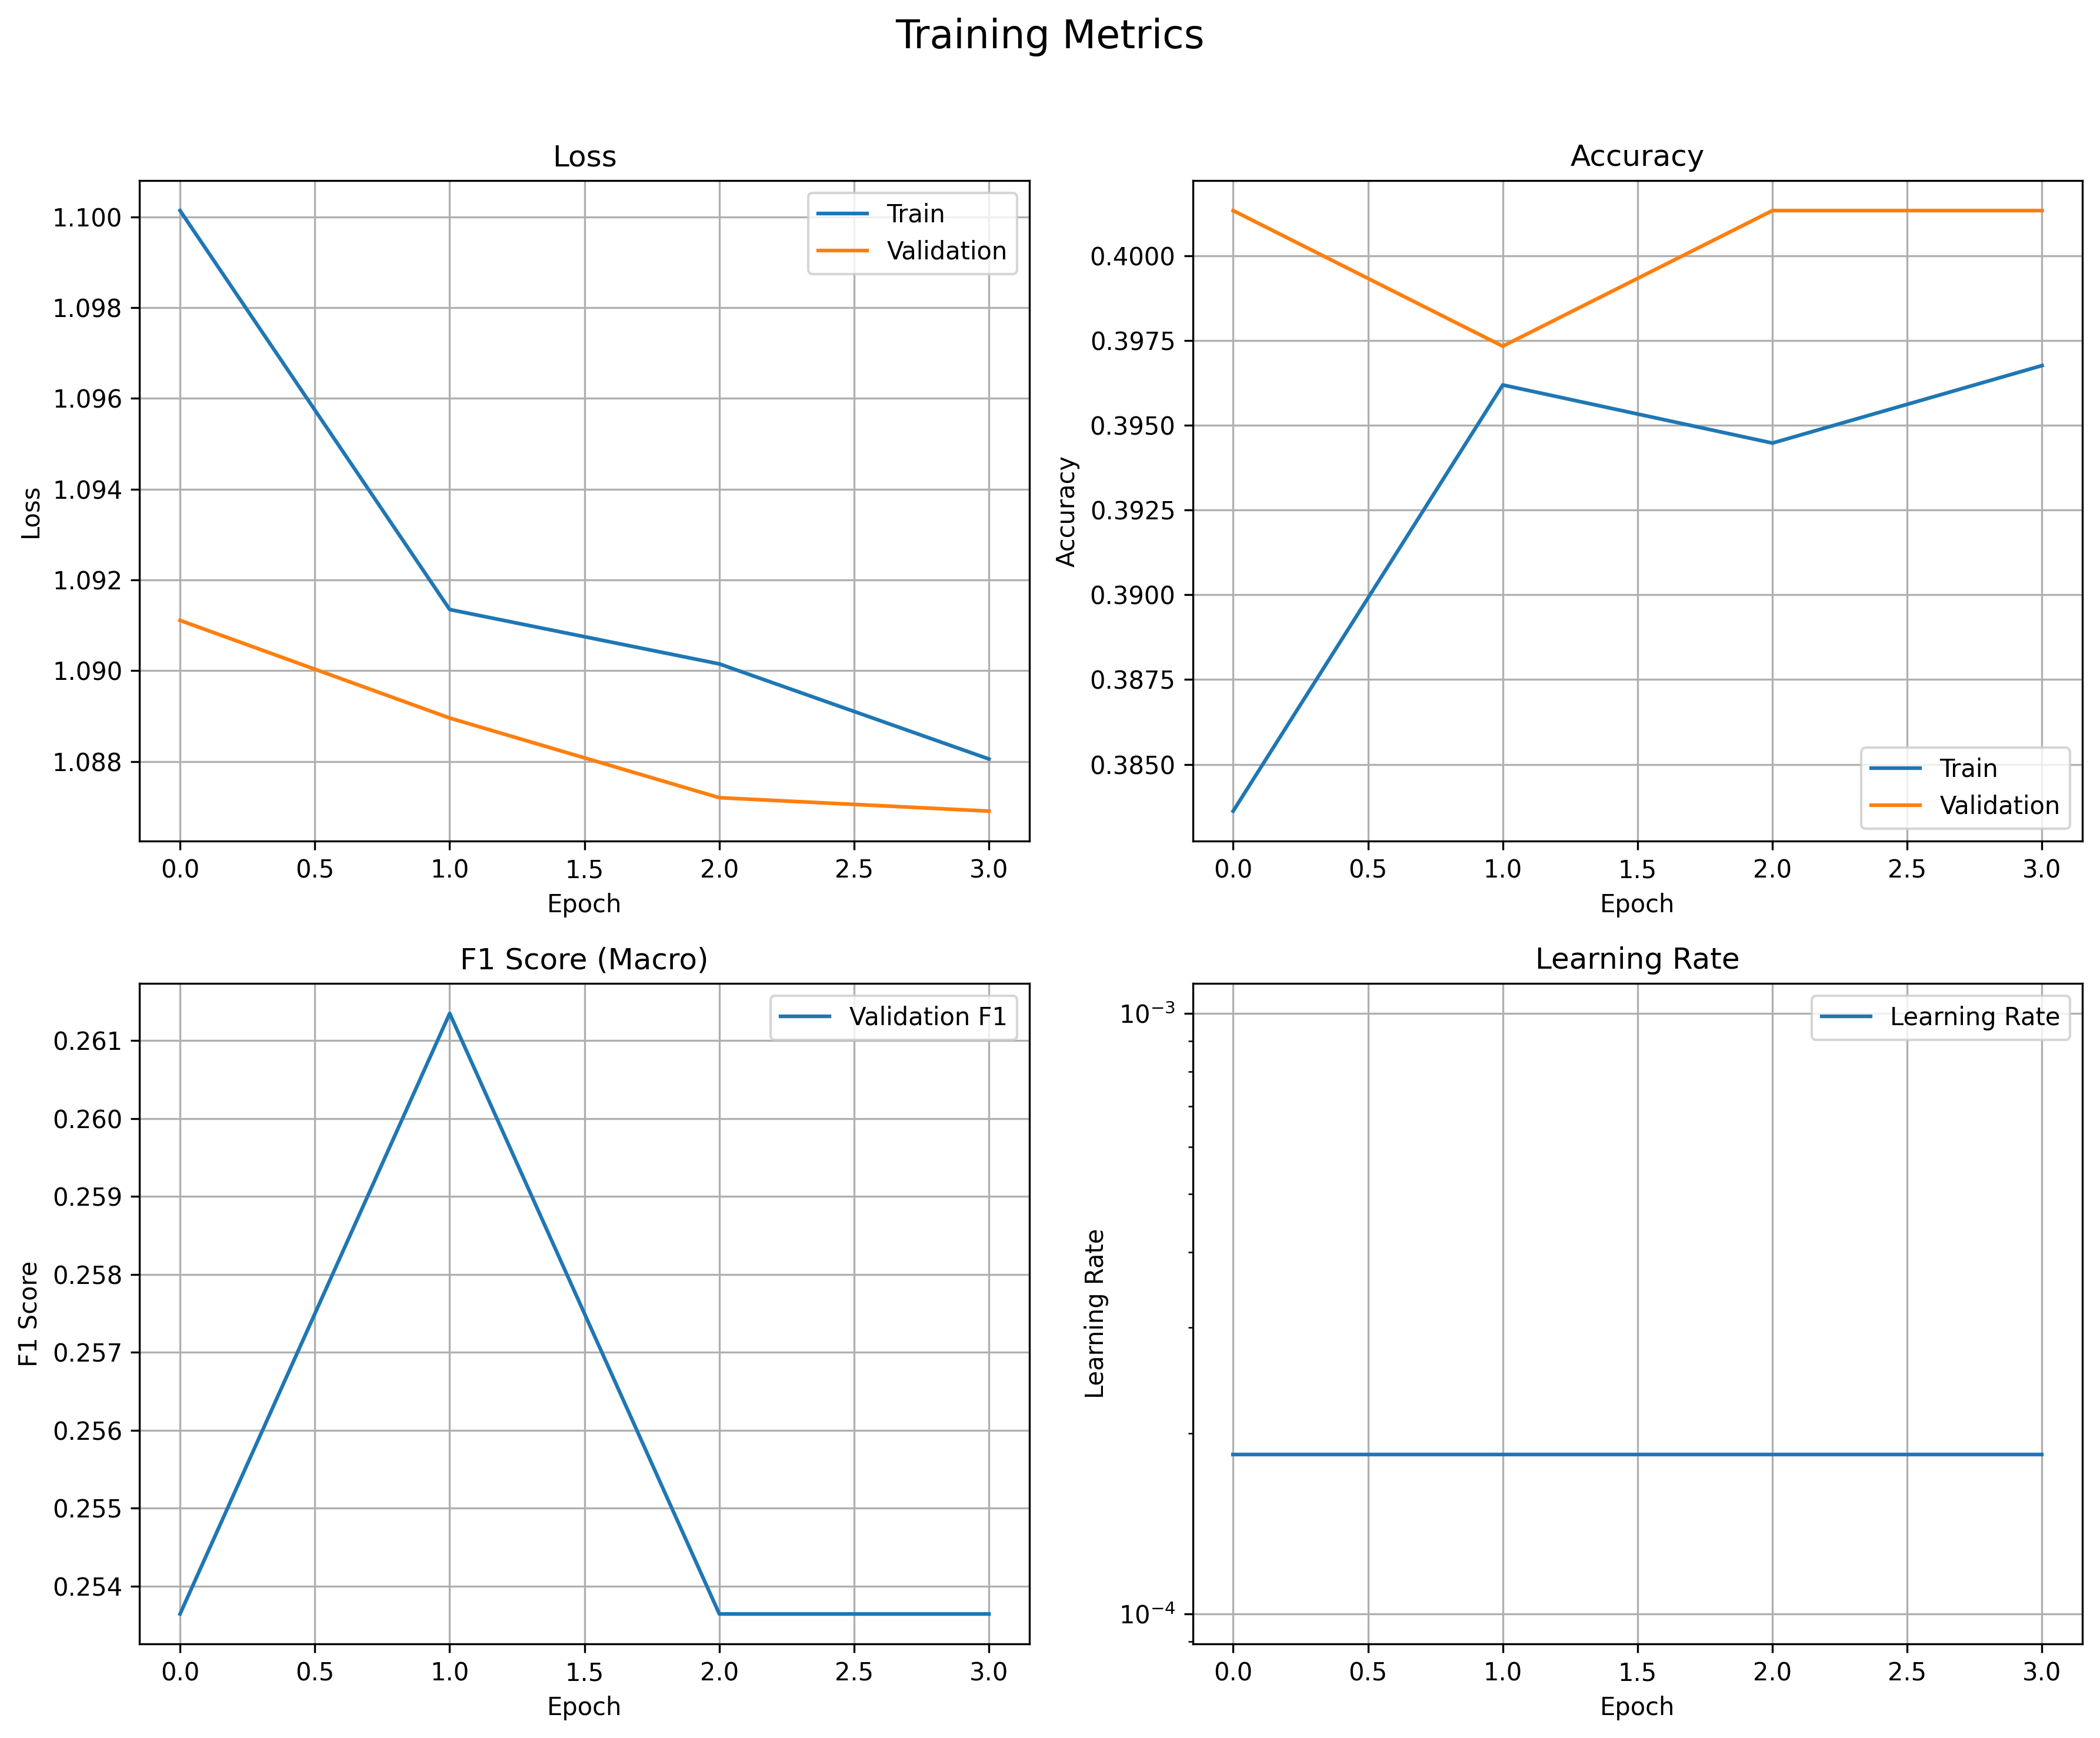 Training Metrics
Loss
1.100
1.098
1.096
1.094
1.092
1.090
1.088
Loss
Train
Validation
0.0 0.5 1.0 1.5 2.0 2.5 3.0
Epoch
Accuracy
0.4000
0.3975
0.3950
0.3925
0.3900
0.3875
0.3850
Accuracy
Train
Validation
0.0 0.5 1.0 1.5 2.0 2.5 3.0
Epoch
F1 Score (Macro)
0.261
0.260
0.259
0.258
0.257
0.256
0.255
0.254
F1 Score
Validation F1
0.0 0.5 1.0 1.5 2.0 2.5 3.0
Epoch
Learning Rate
10⁻³
10⁻⁴
Learning Rate
Learning Rate
0.0 0.5 1.0 1.5 2.0 2.5 3.0
Epoch